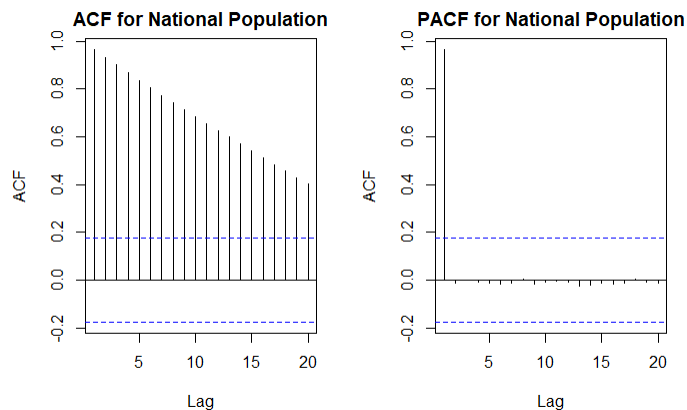 ACF for National Population
ACF
-0.2 0.0 0.2 0.4 0.6 0.8 1.0
5 10 15 20
Lag
PACF for National Population
ACF
-0.2 0.0 0.2 0.4 0.6 0.8 1.0
5 10 15 20
Lag